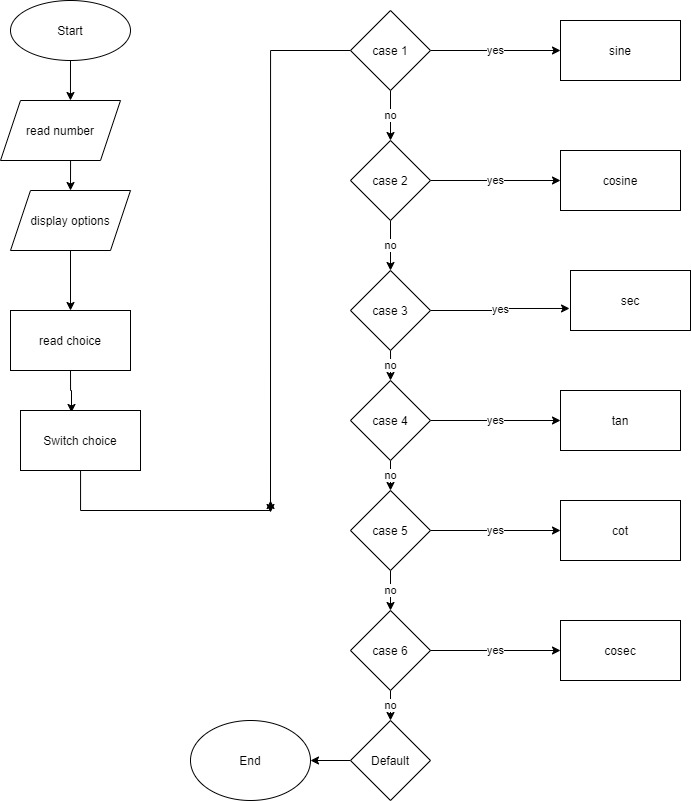 Start
read number
display options
read choice
Switch choice
case 1
yes
sine
no
case 2
yes
cosine
no
case 3
yes
sec
no
case 4
yes
tan
no
case 5
yes
cot
no
case 6
yes
cosec
no
Default
End